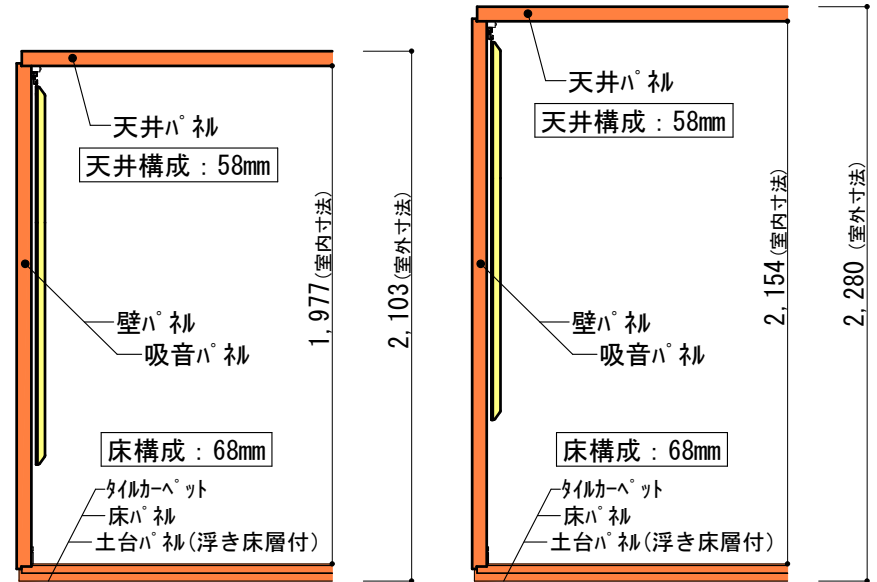 天井ﾊﾟﾈﾙ
天井構成：58mm
壁ﾊﾟﾈﾙ
吸音ﾊﾟﾈﾙ
床構成：68mm
ﾀｲﾙｶｰﾍﾟｯﾄ
床ﾊﾟﾈﾙ
土台ﾊﾟﾈﾙ(浮き床層付)
1,977(室内寸法)
2,103(室外寸法)
天井ﾊﾟﾈﾙ
天井構成：58mm
壁ﾊﾟﾈﾙ
吸音ﾊﾟﾈﾙ
床構成：68mm
ﾀｲﾙｶｰﾍﾟｯﾄ
床ﾊﾟﾈﾙ
土台ﾊﾟﾈﾙ(浮き床層付)
2,154(室内寸法)
2,280(室外寸法)